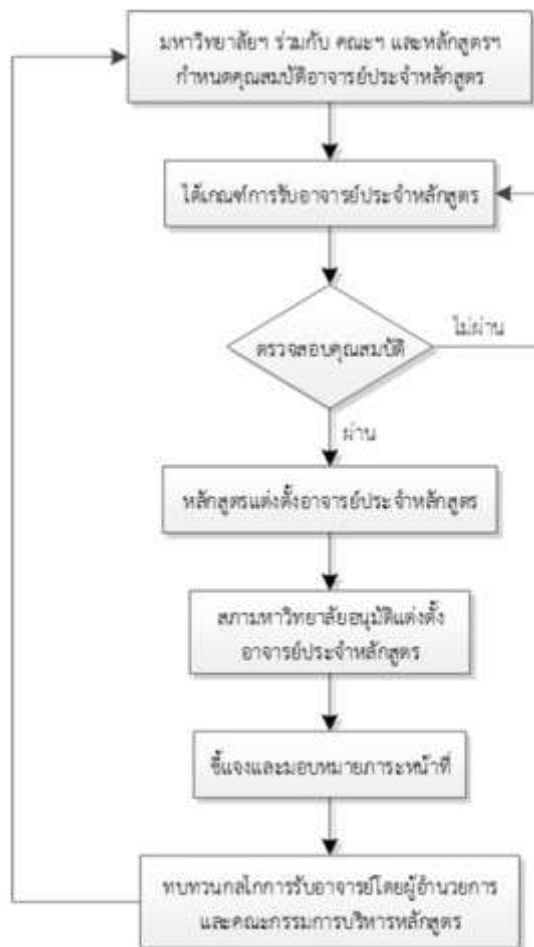 มหาวิทยาลัยฯ ร่วมกับ คณะฯ และหลักสูตรฯ
กำหนดคุณสมบัติอาจารย์ประจำหลักสูตร
ได้เกณฑ์การรับอาจารย์ประจำหลักสูตร
ตรวจสอบคุณสมบัติ
ไม่ผ่าน
ผ่าน
หลักสูตรแต่งตั้งอาจารย์ประจำหลักสูตร
สภามหาวิทยาลัยอนุมัติแต่งตั้ง
อาจารย์ประจำหลักสูตร
ชี้แจงและมอบหมายภาระหน้าที่
ทบทวนกลไกการรับอาจารย์โดยผู้อำนวยการ
และคณะกรรมการบริหารหลักสูตร